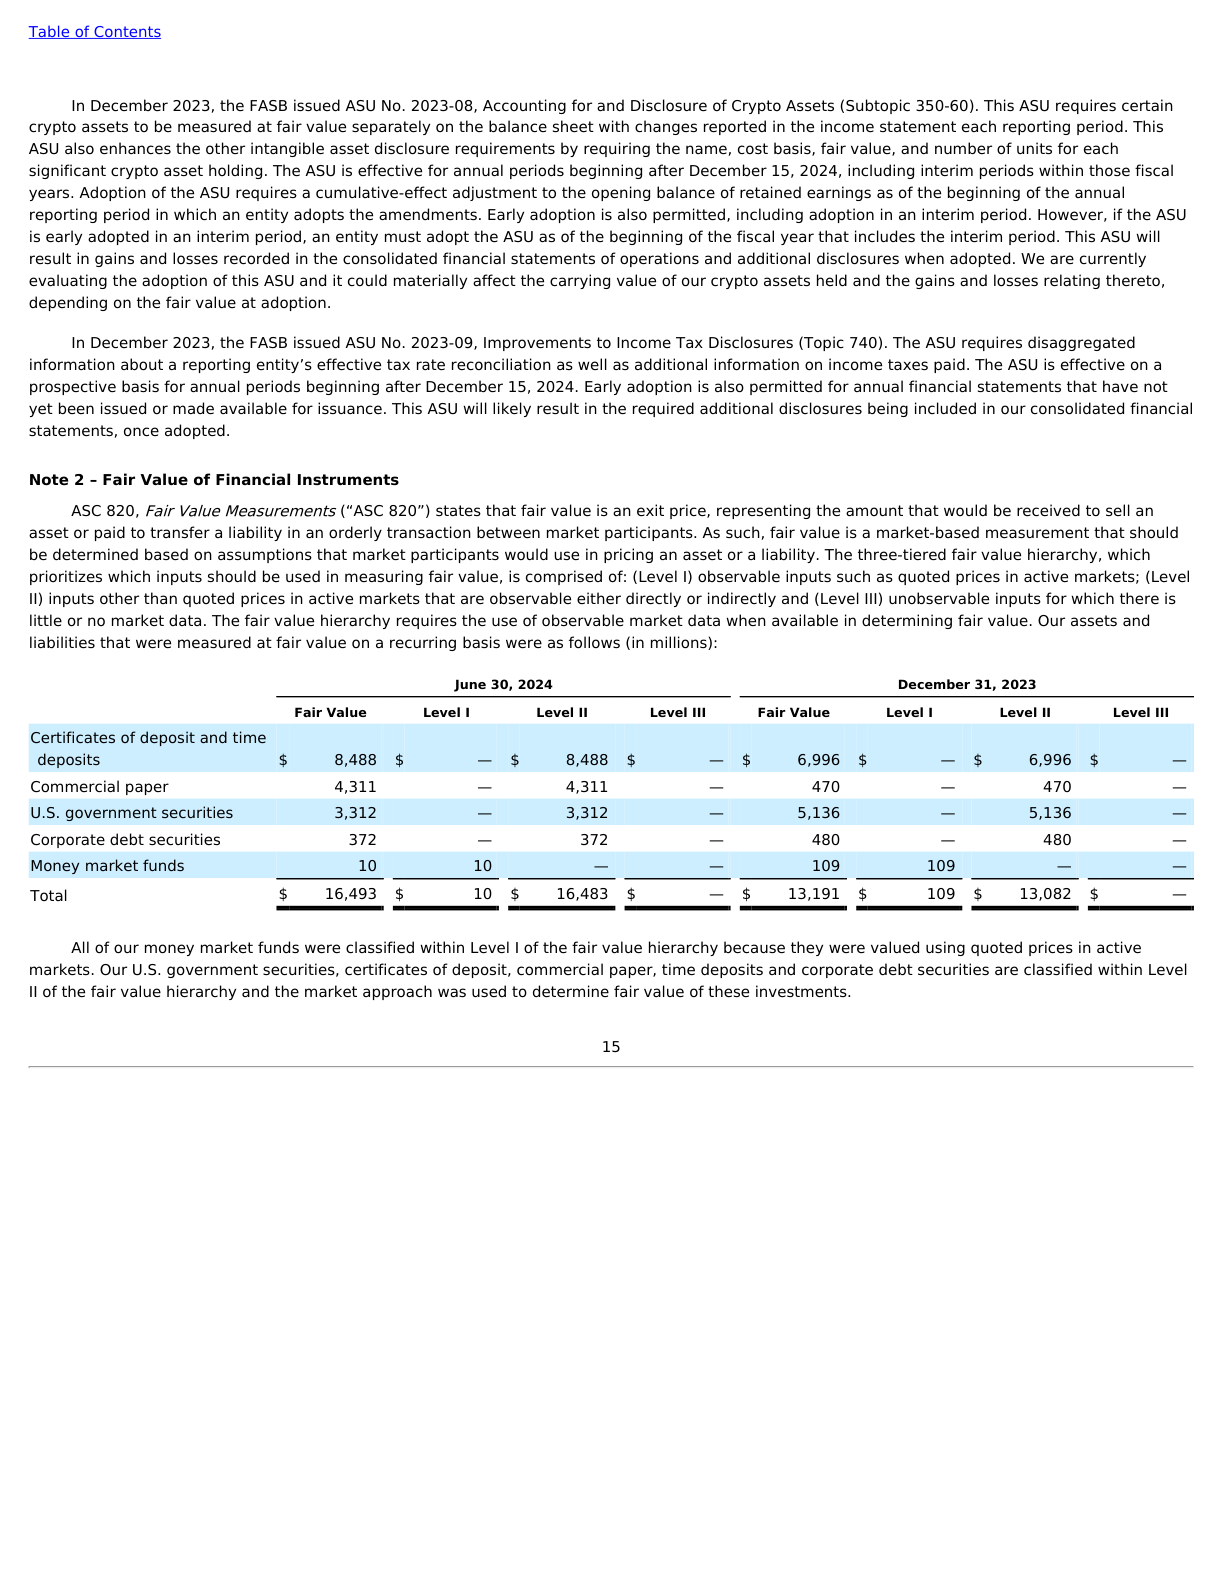 Table of Contents
In December 2023, the FASB issued ASU No. 2023-08, Accounting for and Disclosure of Crypto Assets (Subtopic 350-60). This ASU requires certain
crypto assets to be measured at fair value separately on the balance sheet with changes reported in the income statement each reporting period. This
ASU also enhances the other intangible asset disclosure requirements by requiring the name, cost basis, fair value, and number of units for each
significant crypto asset holding. The ASU is effective for annual periods beginning after December 15, 2024, including interim periods within those fiscal
years. Adoption of the ASU requires a cumulative-effect adjustment to the opening balance of retained earnings as of the beginning of the annual
reporting period in which an entity adopts the amendments. Early adoption is also permitted, including adoption in an interim period. However, if the ASU
is early adopted in an interim period, an entity must adopt the ASU as of the beginning of the fiscal year that includes the interim period. This ASU will
result in gains and losses recorded in the consolidated financial statements of operations and additional disclosures when adopted. We are currently
evaluating the adoption of this ASU and it could materially affect the carrying value of our crypto assets held and the gains and losses relating thereto,
depending on the fair value at adoption.
In December 2023, the FASB issued ASU No. 2023-09, Improvements to Income Tax Disclosures (Topic 740). The ASU requires disaggregated
information about a reporting entity’s effective tax rate reconciliation as well as additional information on income taxes paid. The ASU is effective on a
prospective basis for annual periods beginning after December 15, 2024. Early adoption is also permitted for annual financial statements that have not
yet been issued or made available for issuance. This ASU will likely result in the required additional disclosures being included in our consolidated financial
statements, once adopted.
Note 2 – Fair Value of Financial Instruments
ASC 820, Fair Value Measurements (“ASC 820”) states that fair value is an exit price, representing the amount that would be received to sell an
asset or paid to transfer a liability in an orderly transaction between market participants. As such, fair value is a market-based measurement that should
be determined based on assumptions that market participants would use in pricing an asset or a liability. The three-tiered fair value hierarchy, which
prioritizes which inputs should be used in measuring fair value, is comprised of: (Level I) observable inputs such as quoted prices in active markets; (Level
II) inputs other than quoted prices in active markets that are observable either directly or indirectly and (Level III) unobservable inputs for which there is
little or no market data. The fair value hierarchy requires the use of observable market data when available in determining fair value. Our assets and
liabilities that were measured at fair value on a recurring basis were as follows (in millions):
June 30, 2024 December 31, 2023
Fair Value Level I Level II Level III Fair Value Level I Level II Level III
Certificates of deposit and time
deposits $ 8,488 $ — $ 8,488 $ — $ 6,996 $ — $ 6,996 $ —
Commercial paper 4,311 — 4,311 — 470 — 470 —
U.S. government securities 3,312 — 3,312 — 5,136 — 5,136 —
Corporate debt securities 372 — 372 — 480 — 480 —
Money market funds 10 10 — — 109 109 — —
Total $ 16,493 $ 10 $ 16,483 $ — $ 13,191 $ 109 $ 13,082 $ —
All of our money market funds were classified within Level I of the fair value hierarchy because they were valued using quoted prices in active
markets. Our U.S. government securities, certificates of deposit, commercial paper, time deposits and corporate debt securities are classified within Level
II of the fair value hierarchy and the market approach was used to determine fair value of these investments.
15